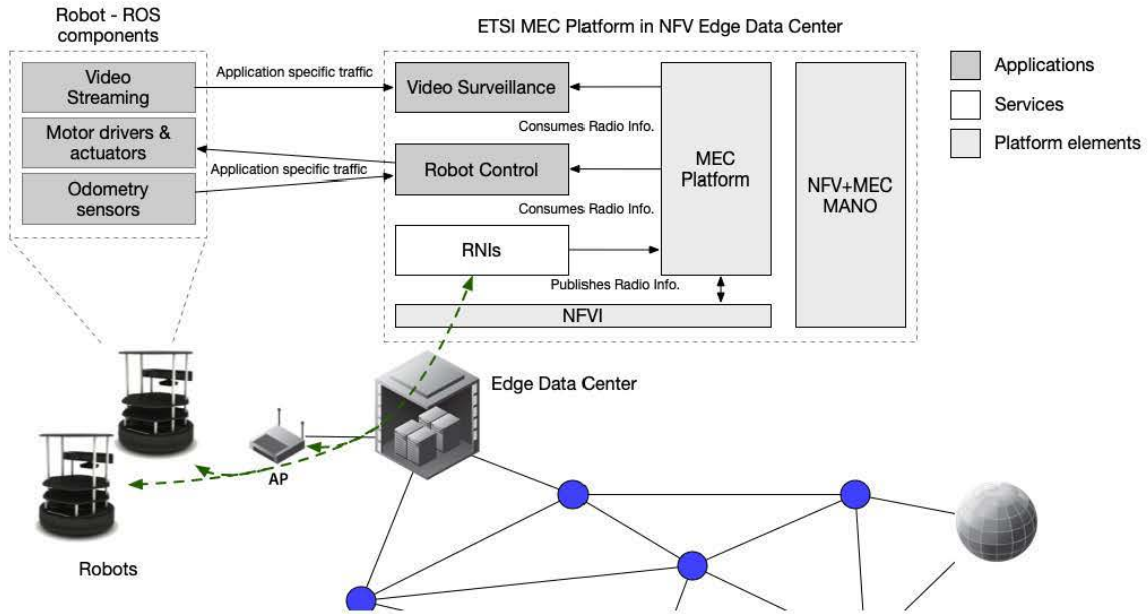 Robot - ROS
components
ETSI MEC Platform in NFV Edge Data Center
Video
Streaming
Application specific traffic
Video Surveillance
Applications
Services
Platform elements
Consumes Radio Info.
Motor drivers &
actuators
Application specific traffic
Robot Control
MEC
Platform
NFV+MEC
MANO
Odometry
sensors
Consumes Radio Info.
RNIs
Publishes Radio Info.
NFVI
Edge Data Center
AP
Robots